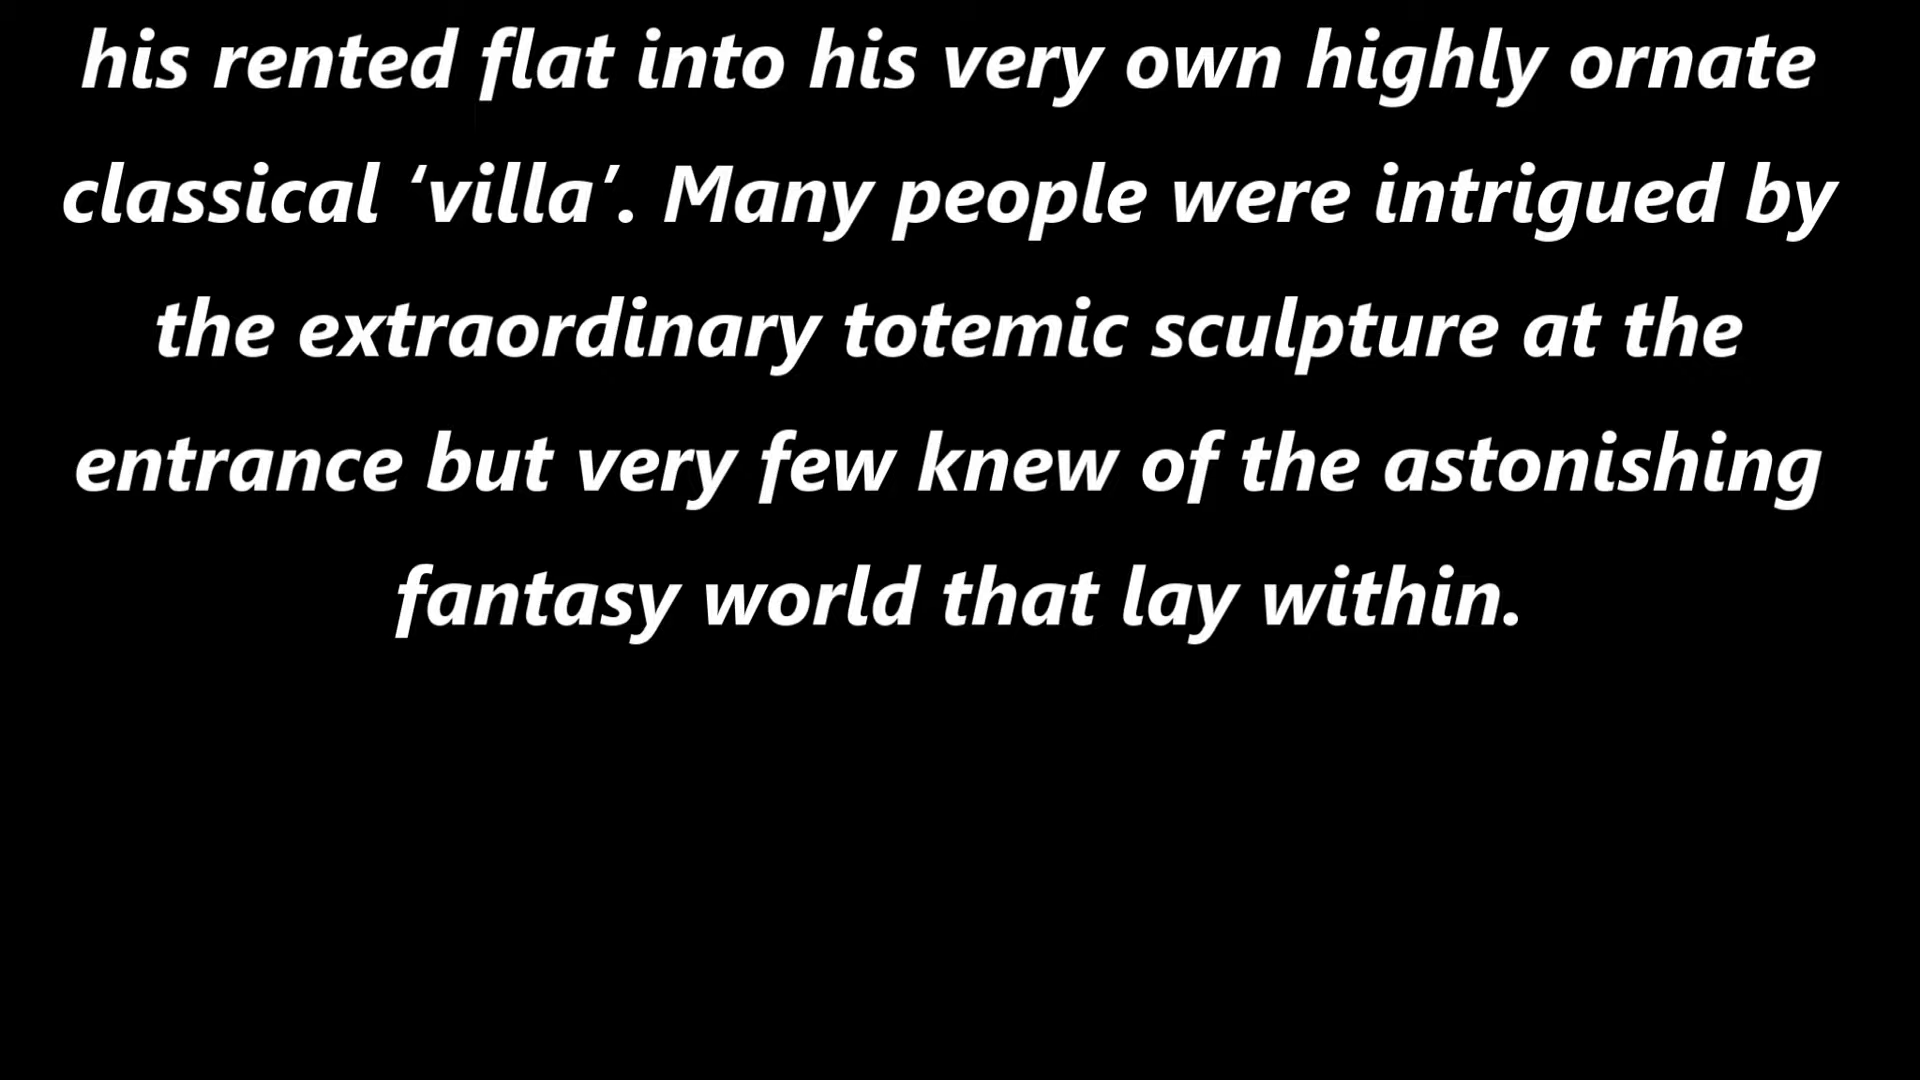 his rented flat into his very own highly ornate
classical ‘villa’. Many people were intrigued by
the extraordinary totemic sculpture at the
entrance but very few knew of the astonishing
fantasy world that lay within.